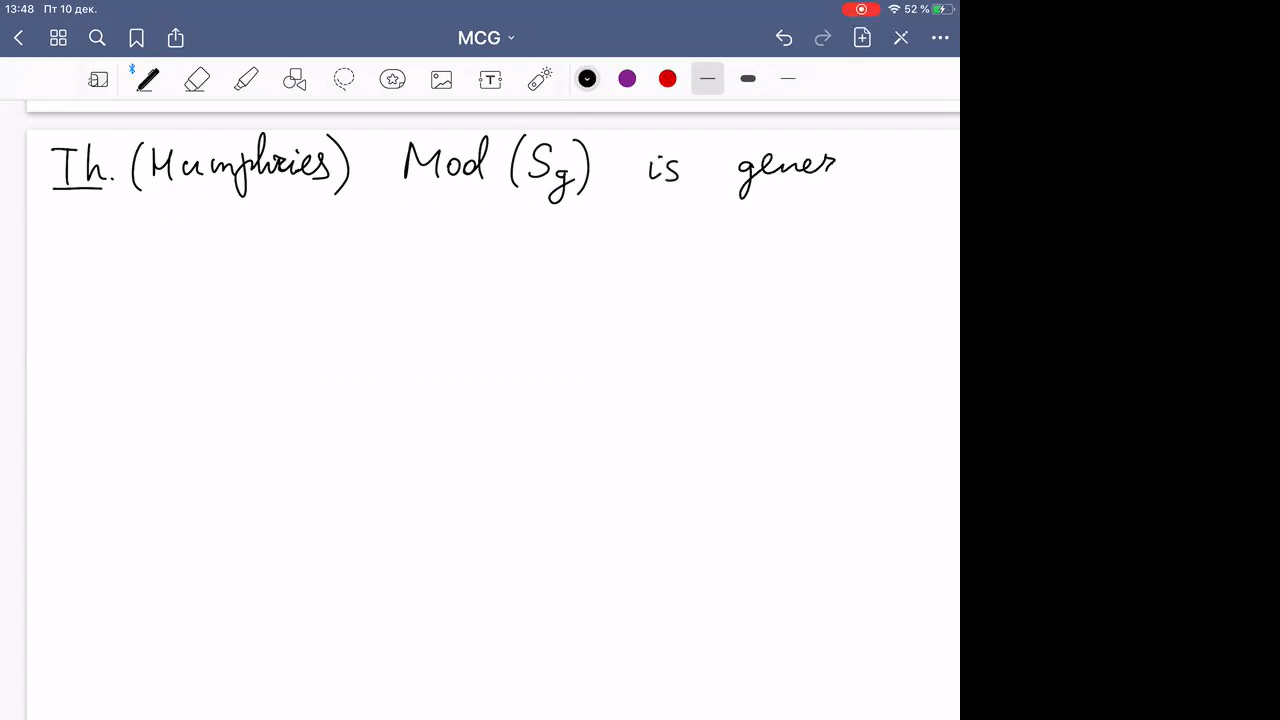 13:48 Пт 10 дек. 52 %
MCG
Th. (Humphries) Mod (Sg) is gener